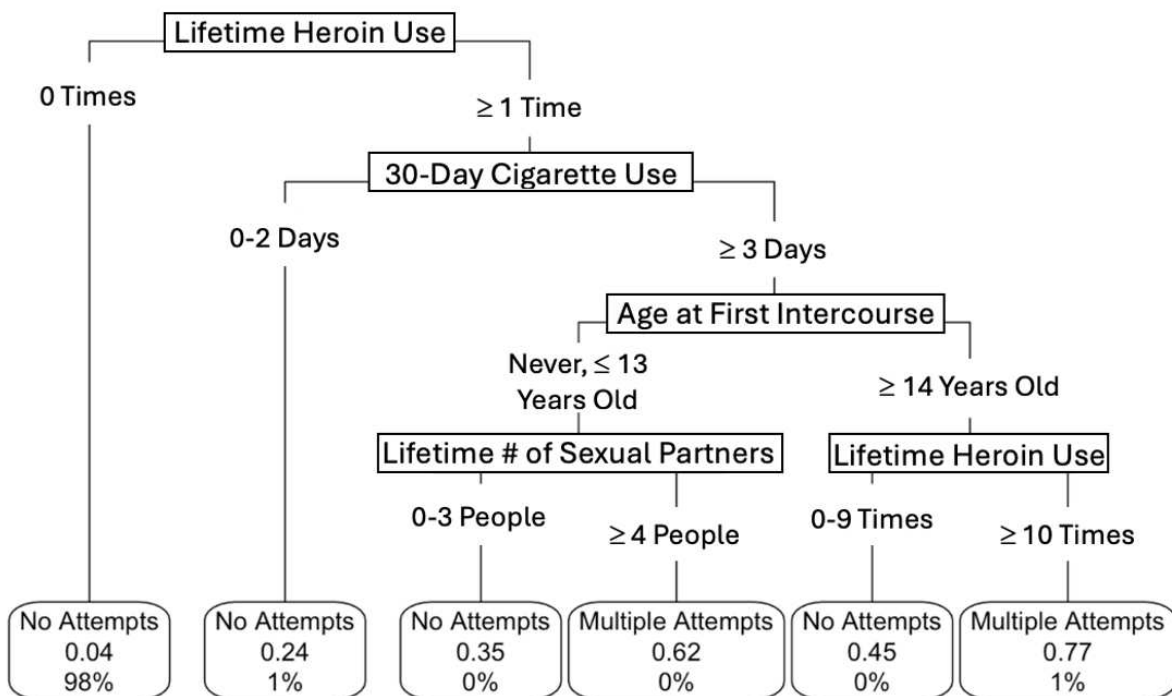 Lifetime Heroin Use
0 Times
≥ 1 Time
30-Day Cigarette Use
0-2 Days
≥ 3 Days
Age at First Intercourse
Never, ≤ 13
Years Old
≥ 14 Years Old
Lifetime # of Sexual Partners
Lifetime Heroin Use
0-3 People
≥ 4 People
0-9 Times
≥ 10 Times
No Attempts
0.04
98%
No Attempts
0.24
1%
No Attempts
0.35
0%
Multiple Attempts
0.62
0%
No Attempts
0.45
0%
Multiple Attempts
0.77
1%